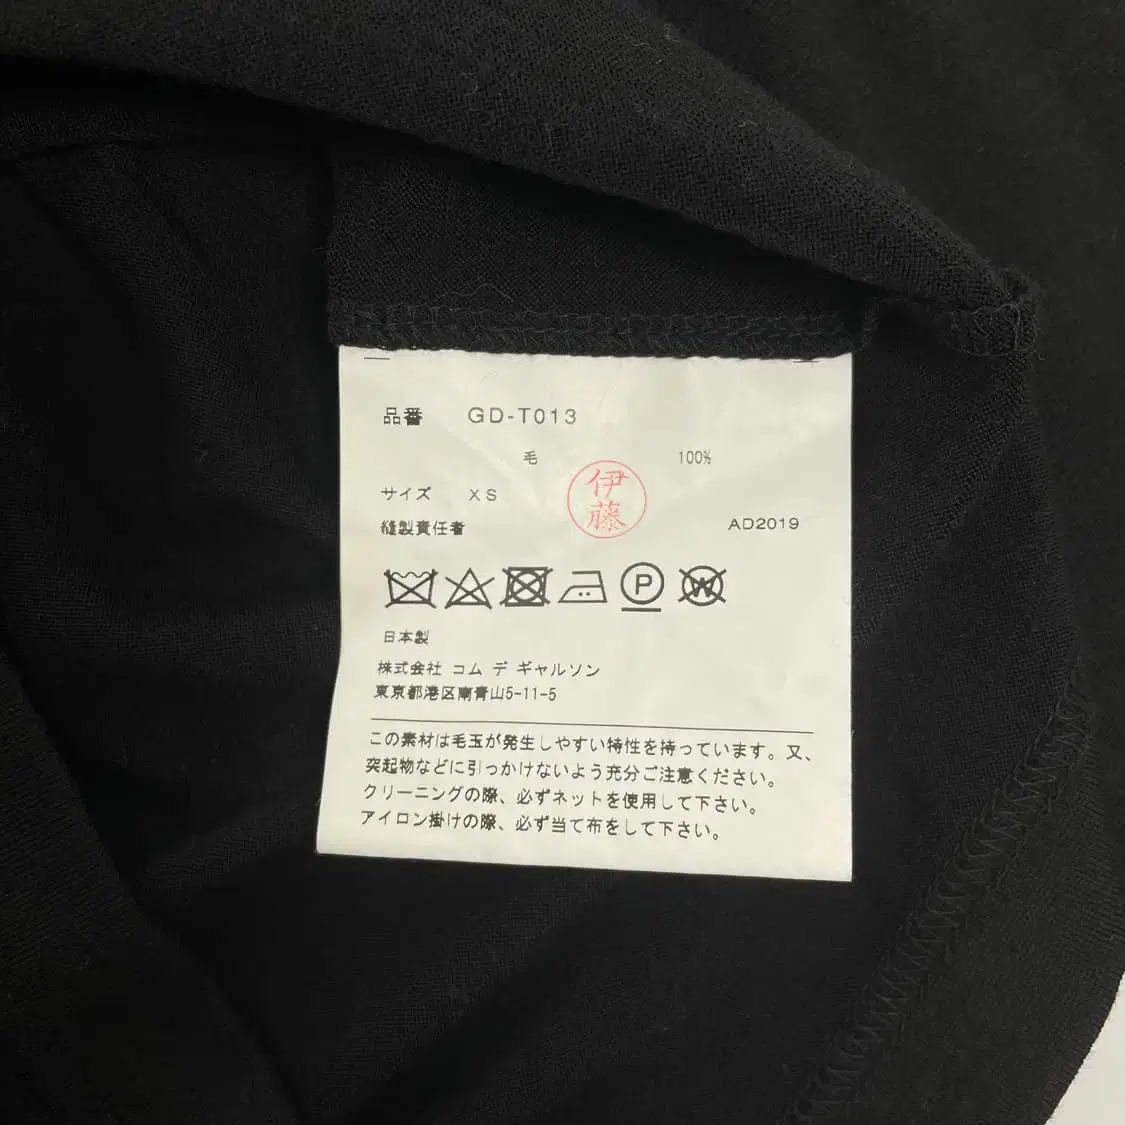 品番 GD-T013
毛 100%
サイズ XS
伊藤
縫製責任者 AD2019
P W
日本製
株式会社 コム デ ギャルソン
東京都港区南青山5-11-5
この素材は毛玉が発生しやすい特性を持っています。又、
突起物などに引っかけないよう充分ご注意ください。
クリーニングの際、必ずネットを使用して下さい。
アイロン掛けの際、必ず当て布をして下さい。